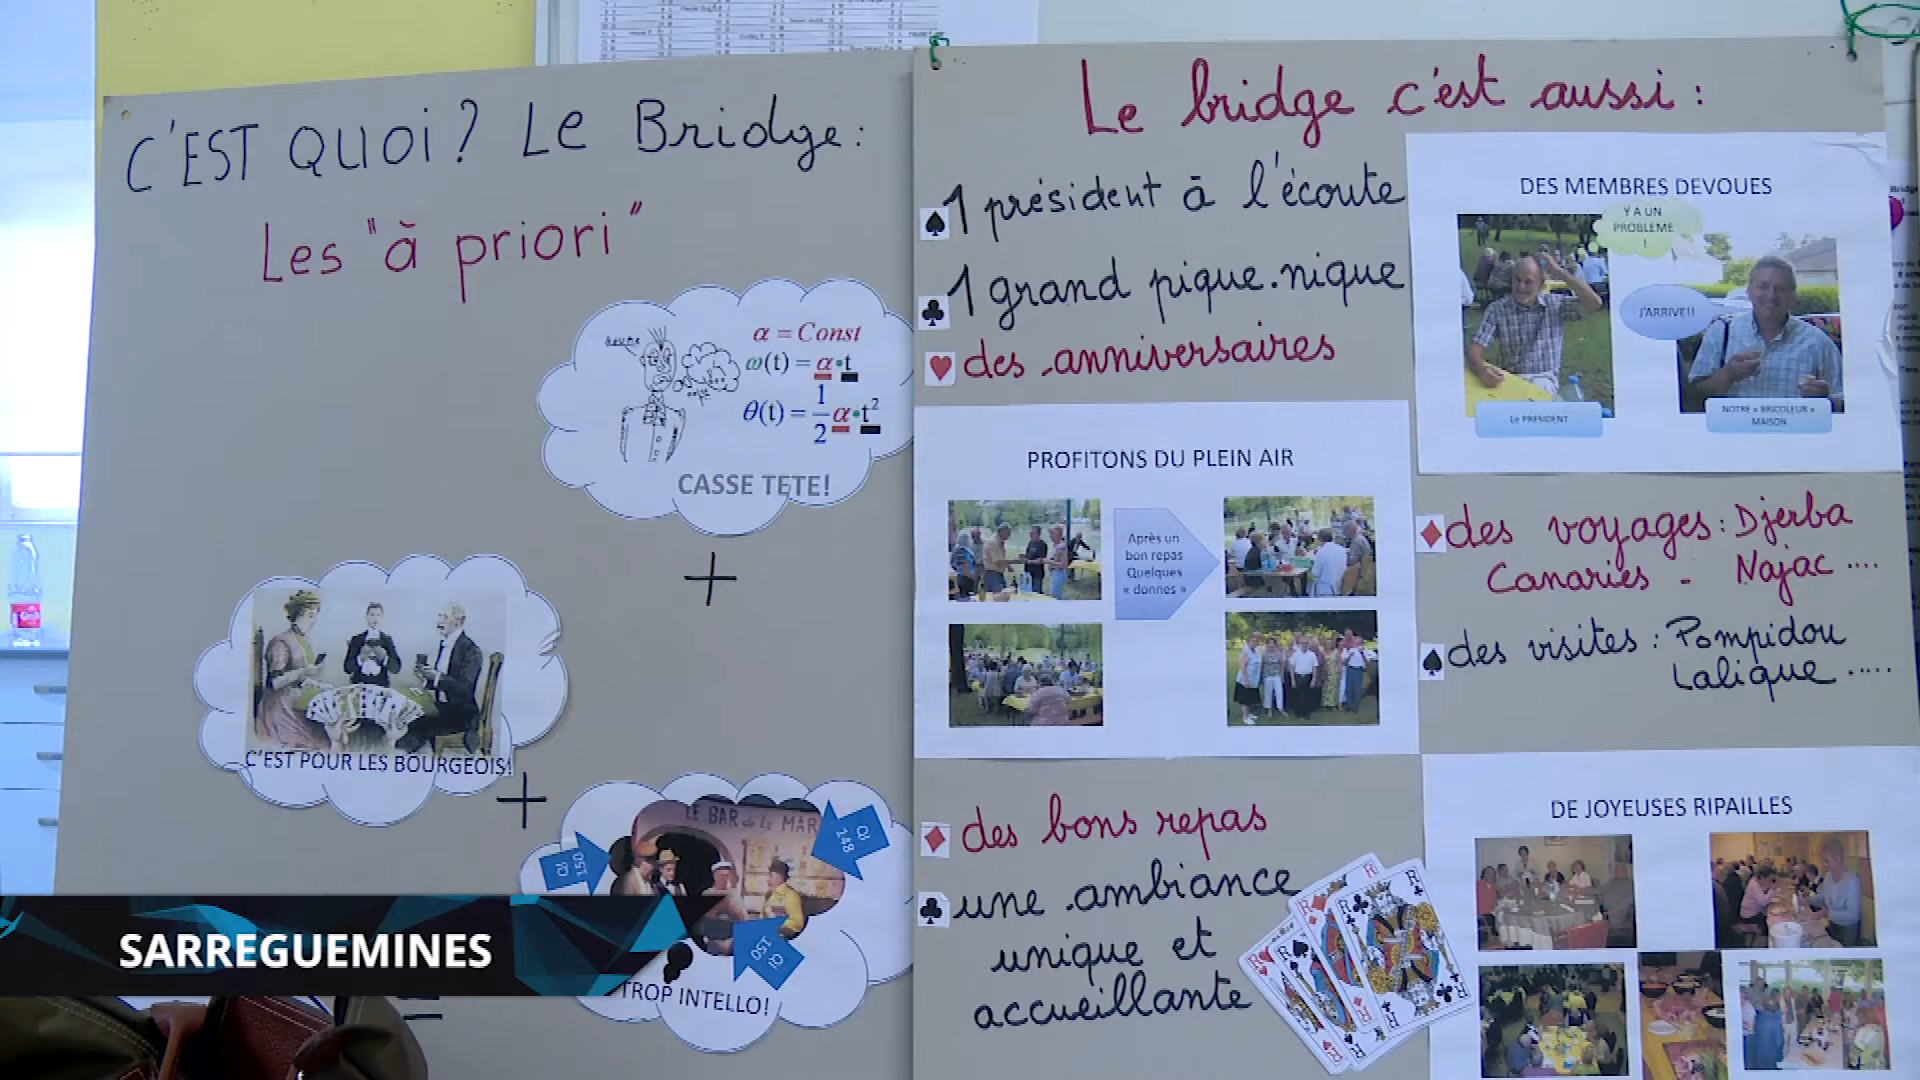 C'EST QUOI? Le Bridge:
Les "à priori"
α = Const
ω(t) = α•t
θ(t) = 1/2 α•t²
CASSE TETE!
+
C'EST POUR LES BOURGEOIS!
+
LE BAR de la MAR
QI 151
QI 148
QI 150
TROP INTELLO!
=
SARREGUEMINES
Le bridge c'est aussi:
1 président à l'écoute
1 grand pique.nique
des anniversaires
DES MEMBRES DEVOUES
Y A UN
PROBLEME
!
J'ARRIVE!!
Le PRESIDENT
NOTRE « BRICOLEUR »
MAISON
PROFITONS DU PLEIN AIR
Après un
bon repas
Quelques
« donnes »
des voyages: Djerba
Canaries - Najac ....
des visites: Pompidou
Lalique .....
des bons repas
une ambiance
unique et
accueillante
DE JOYEUSES RIPAILLES